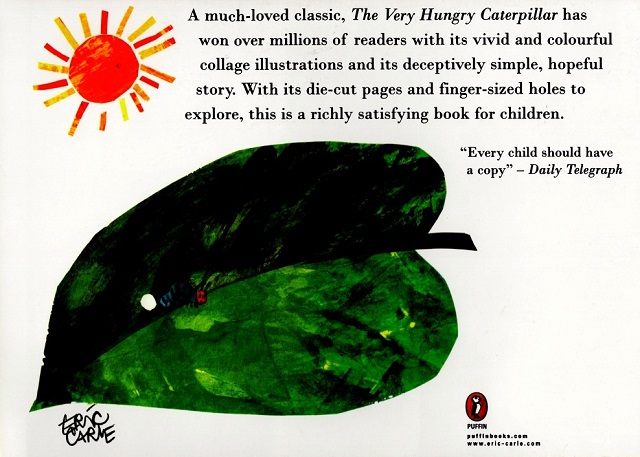 A much-loved classic, The Very Hungry Caterpillar has
won over millions of readers with its vivid and colourful
collage illustrations and its deceptively simple, hopeful
story. With its die-cut pages and finger-sized holes to
explore, this is a richly satisfying book for children.
“Every child should have
a copy” – Daily Telegraph
ERIC
CARLE
PUFFIN
puffinbooks.com
www.eric-carle.com